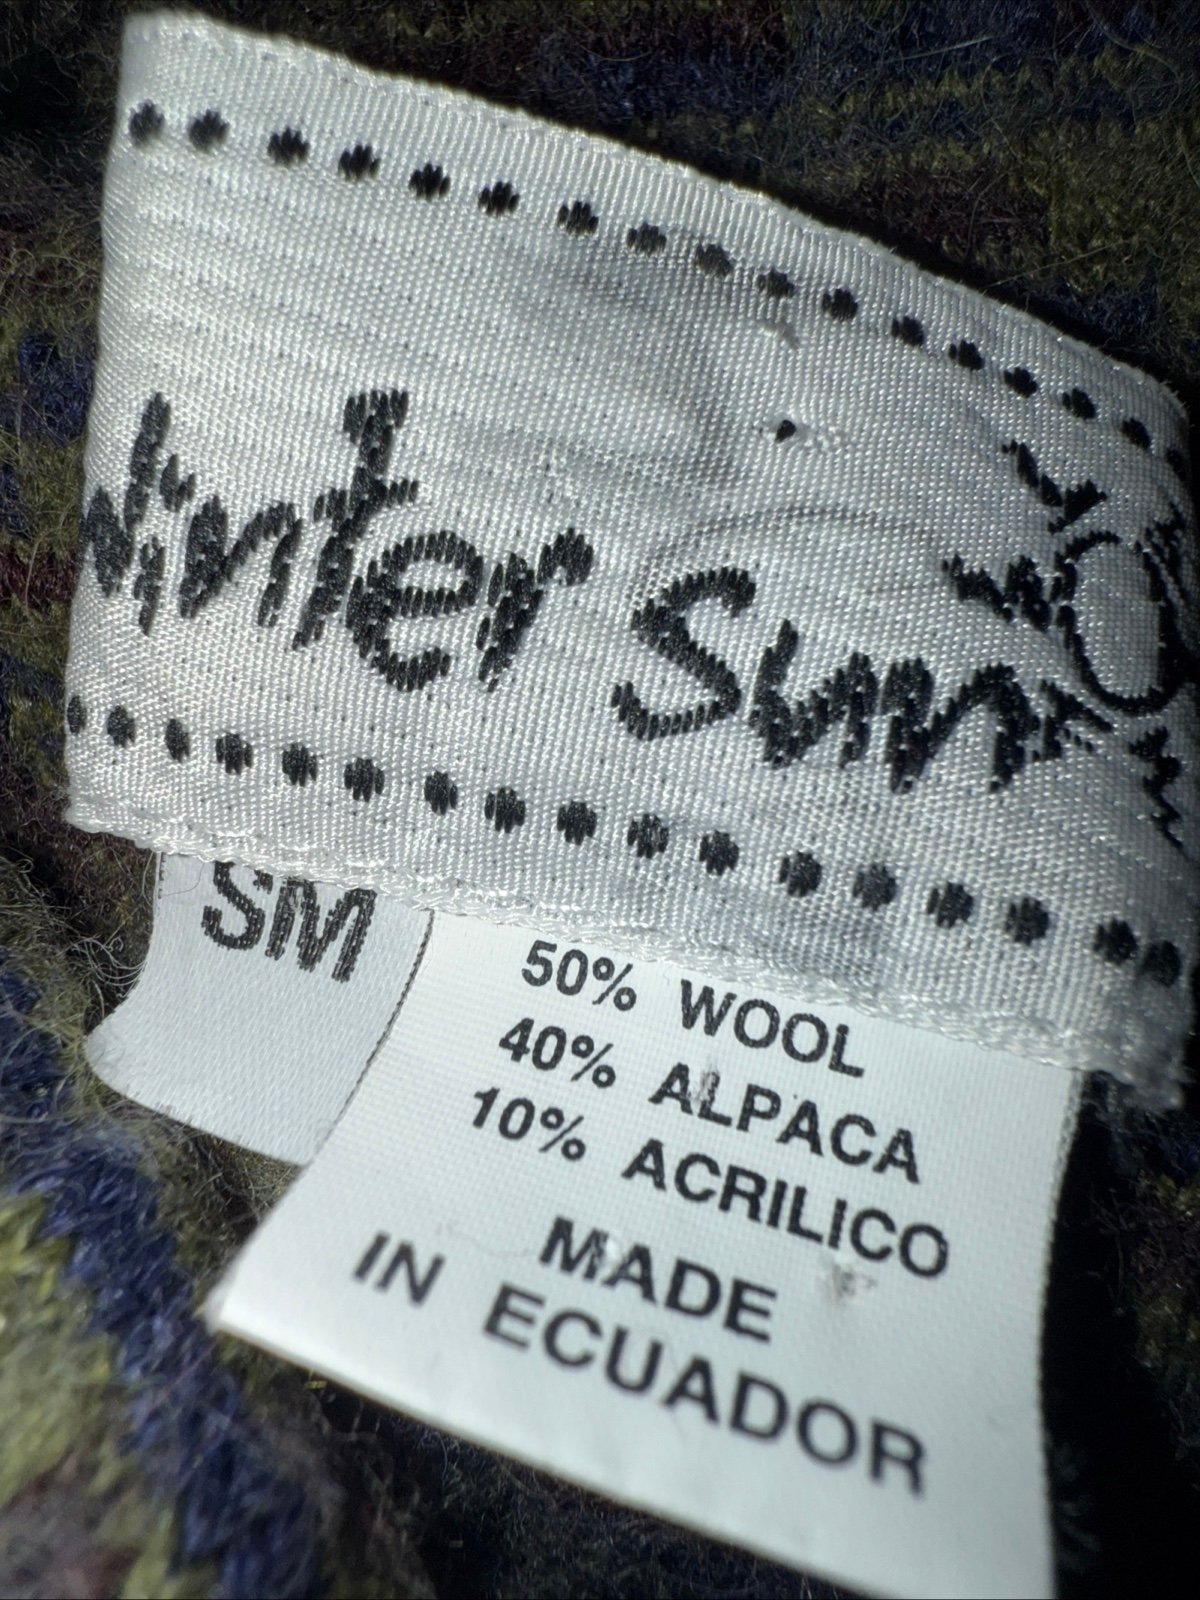 Winter Sun
SM
50% WOOL
40% ALPACA
10% ACRILICO
MADE
IN ECUADOR